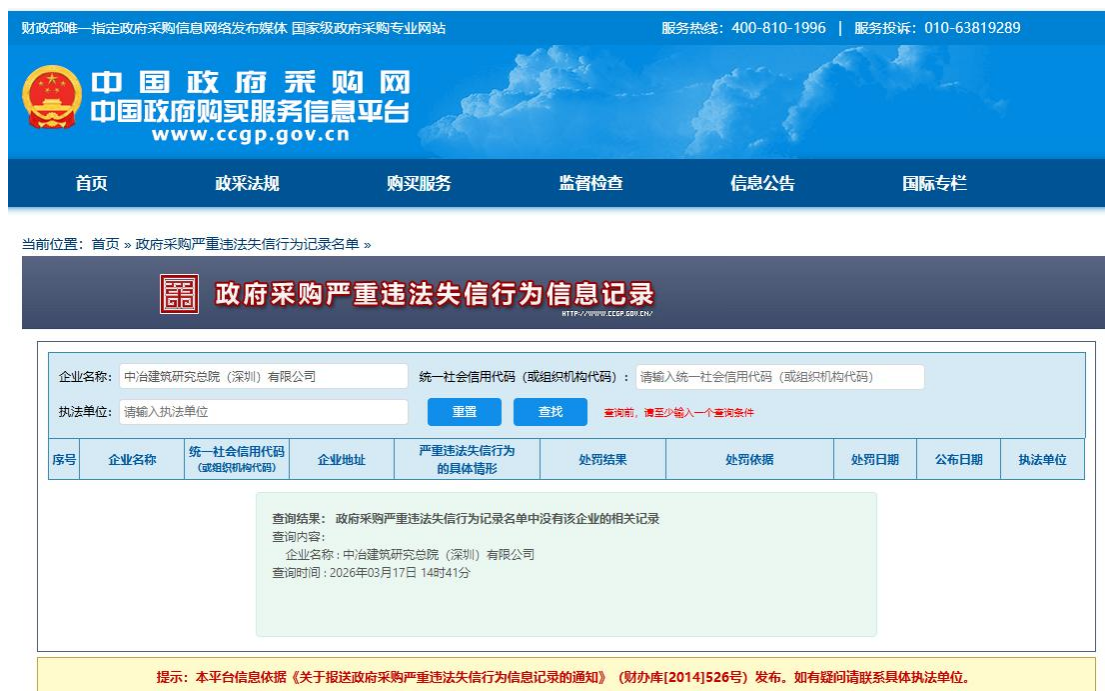 财政部唯一指定政府采购信息网络发布媒体 国家级政府采购专业网站
服务热线：400-810-1996 | 服务投诉：010-63819289
中国政府采购网
中国政府购买服务信息平台
www.ccgp.gov.cn
首页 政采法规 购买服务 监督检查 信息公告 国际专栏
当前位置：首页 » 政府采购严重违法失信行为记录名单 »
政府采购严重违法失信行为信息记录
HTTP://WWW.CCGP.GOV.CN/
企业名称： 中冶建筑研究总院（深圳）有限公司 统一社会信用代码（或组织机构代码）： 请输入统一社会信用代码（或组织机构代码）
执法单位： 请输入执法单位 重置 查找 查询前，请至少输入一个查询条件
序号 企业名称 统一社会信用代码（或组织机构代码） 企业地址 严重违法失信行为的具体情形 处罚结果 处罚依据 处罚日期 公布日期 执法单位
查询结果： 政府采购严重违法失信行为记录名单中没有该企业的相关记录
查询内容：
企业名称 : 中冶建筑研究总院（深圳）有限公司
查询时间 : 2026年03月17日 14时41分
提示：本平台信息依据《关于报送政府采购严重违法失信行为信息记录的通知》（财办库[2014]526号）发布。如有疑问请联系具体执法单位。